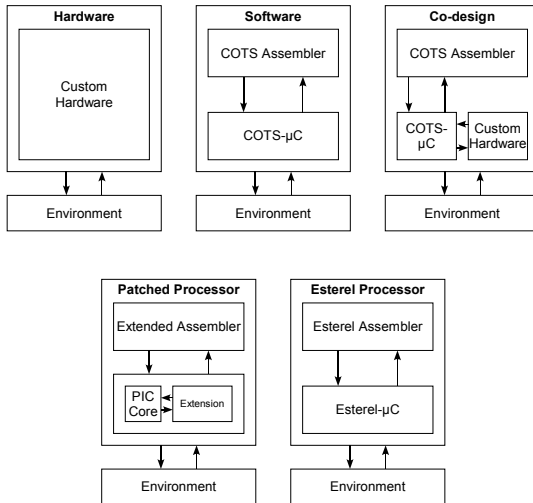 Hardware
Custom
Hardware
Environment
Software
COTS Assembler
COTS-µC
Environment
Co-design
COTS Assembler
COTS-
µC
Custom
Hardware
Environment
Patched Processor
Extended Assembler
PIC
Core
Extension
Environment
Esterel Processor
Esterel Assembler
Esterel-µC
Environment